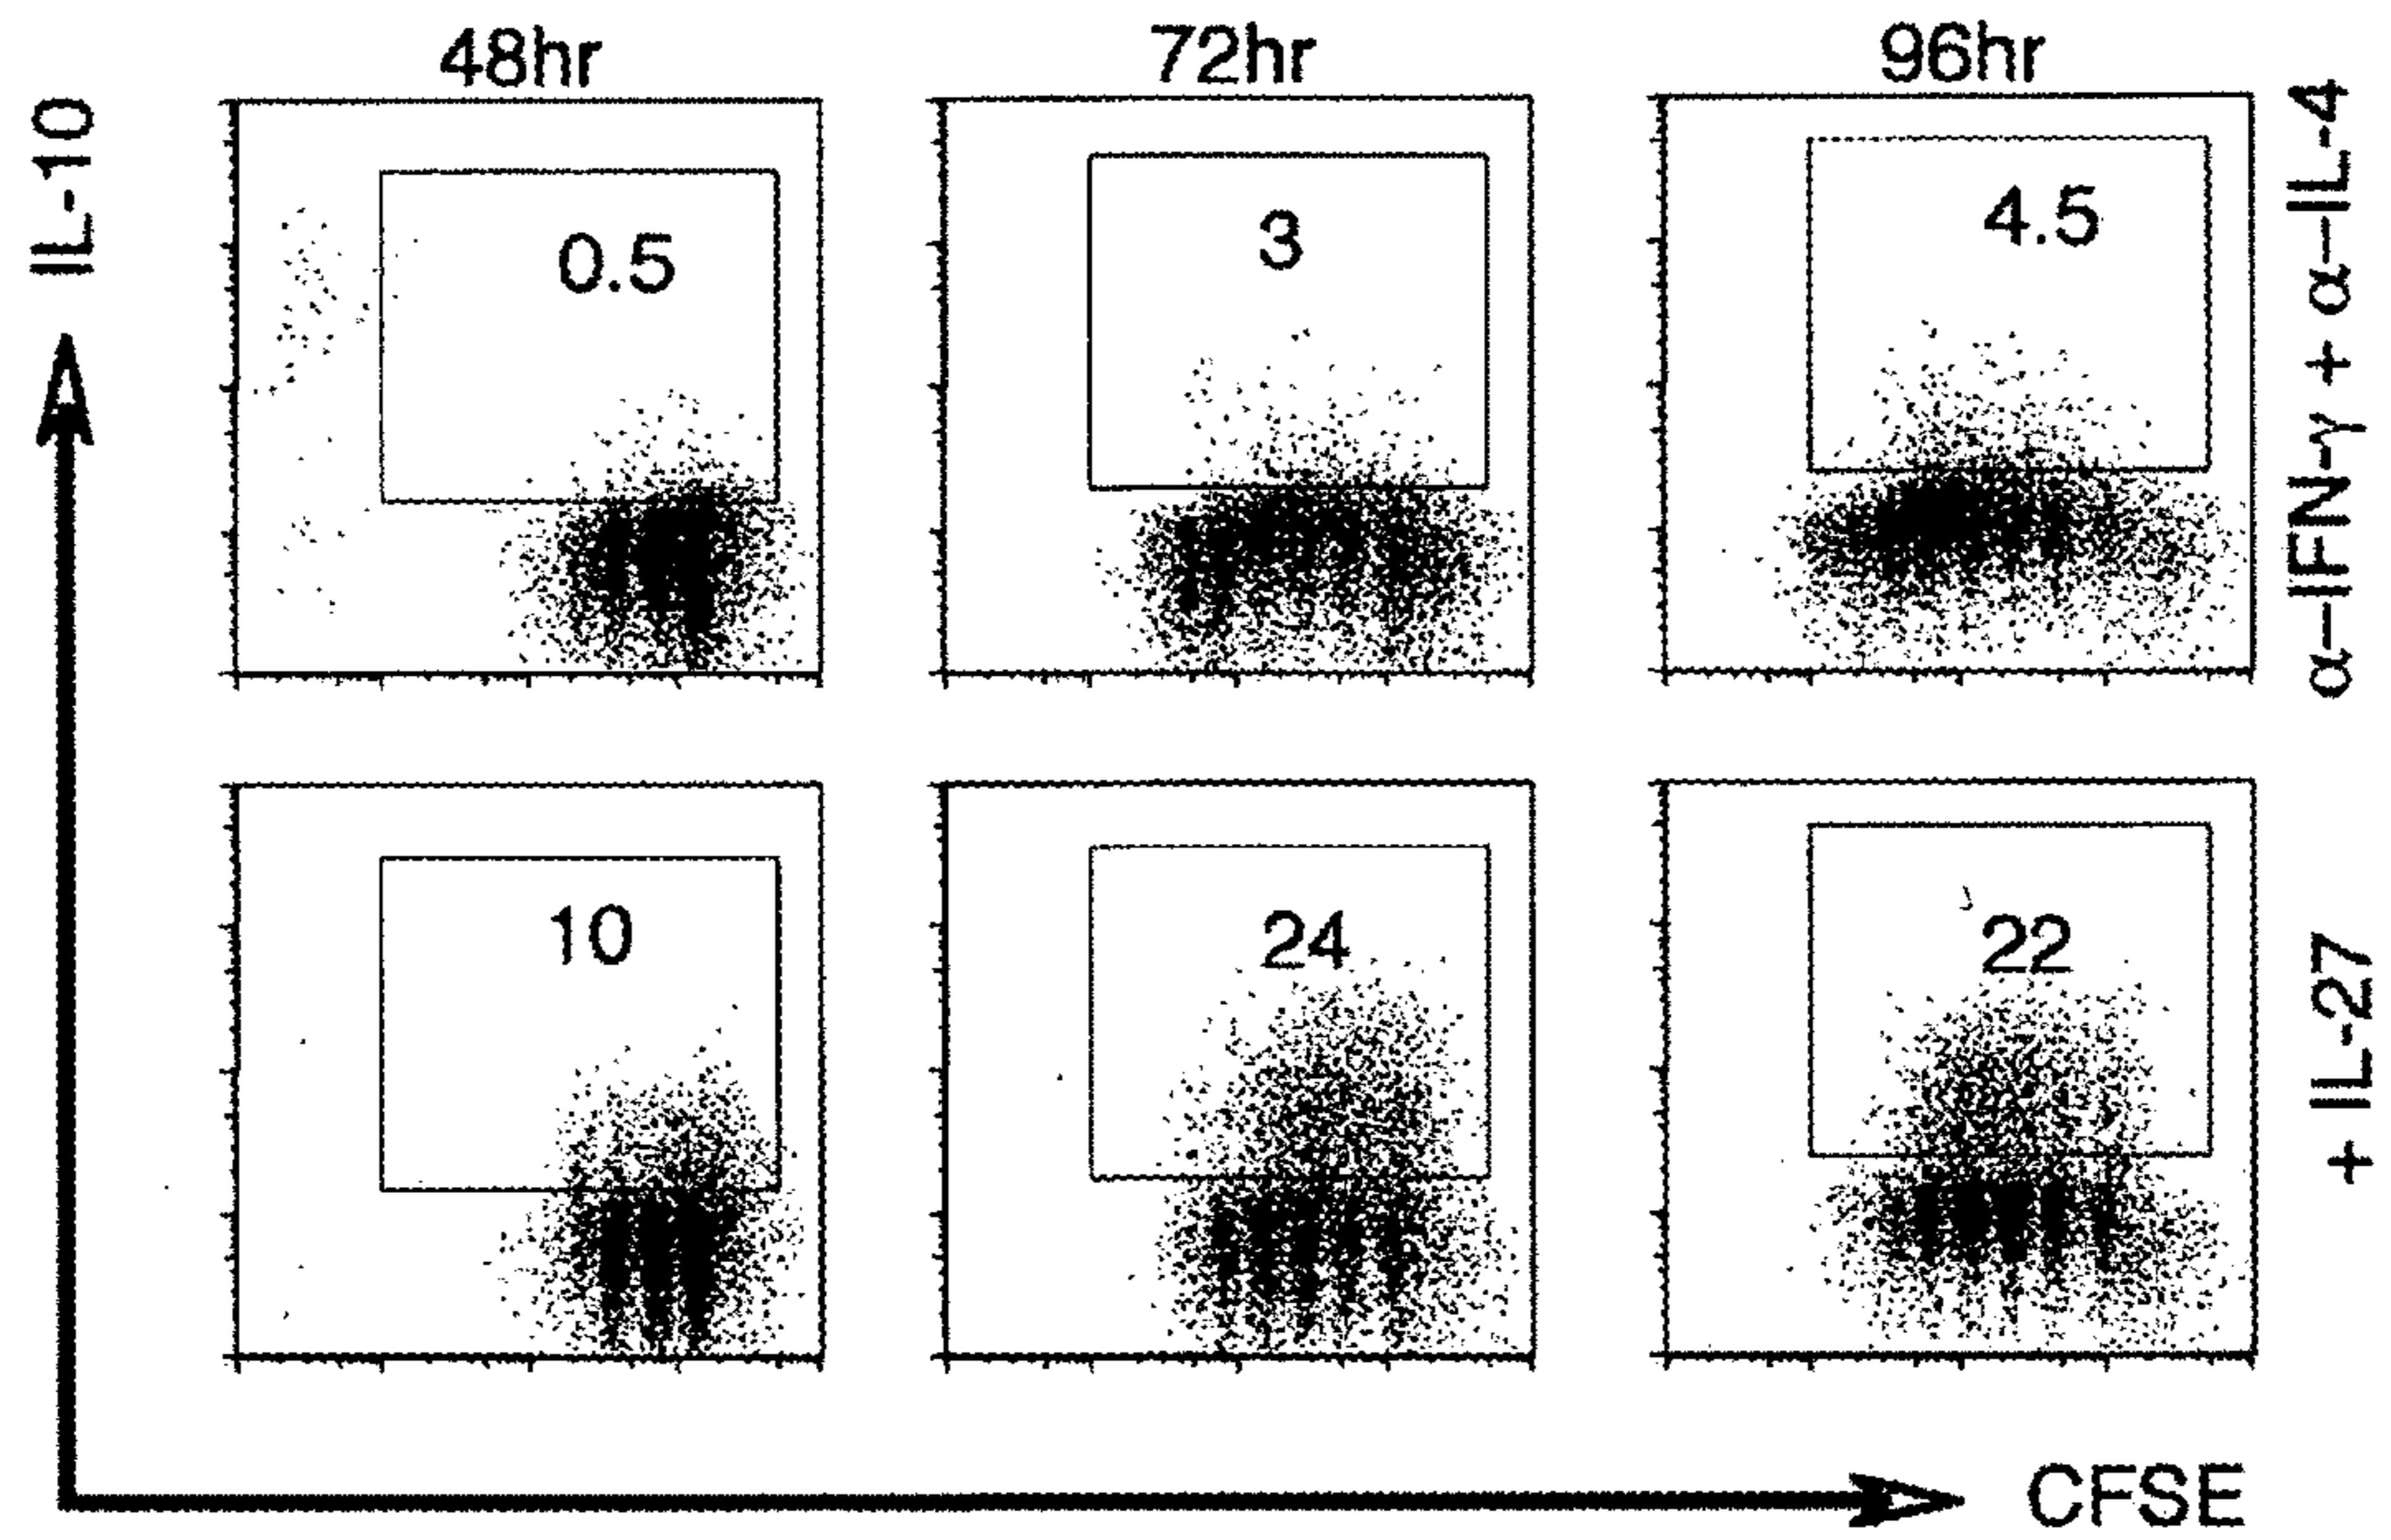 48hr 72hr 96hr
IL-10
0.5 3 4.5
α–IFN-γ + α–IL-4
10 24 22
+ IL-27
CFSE